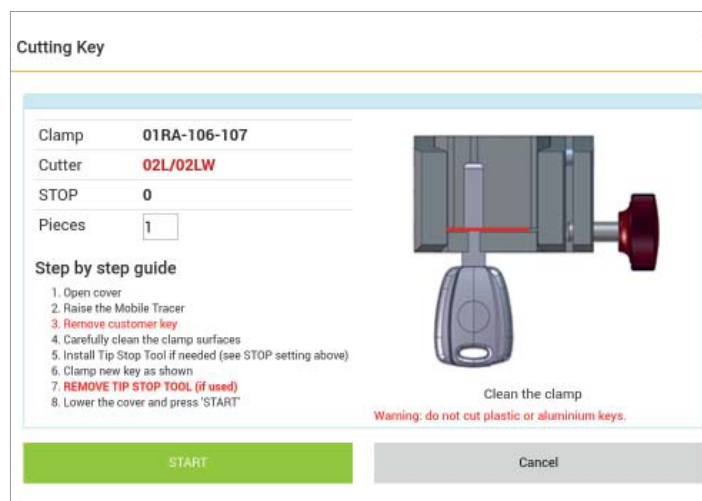 Cutting Key
Clamp 01RA-106-107
Cutter 02L/02LW
STOP 0
Pieces 1
Step by step guide
1. Open cover
2. Raise the Mobile Tracer
3. Remove customer key
4. Carefully clean the clamp surfaces
5. Install Tip Stop Tool if needed (see STOP setting above)
6. Clamp new key as shown
7. REMOVE TIP STOP TOOL (if used)
8. Lower the cover and press 'START'
Clean the clamp
Warning: do not cut plastic or aluminium keys.
START Cancel